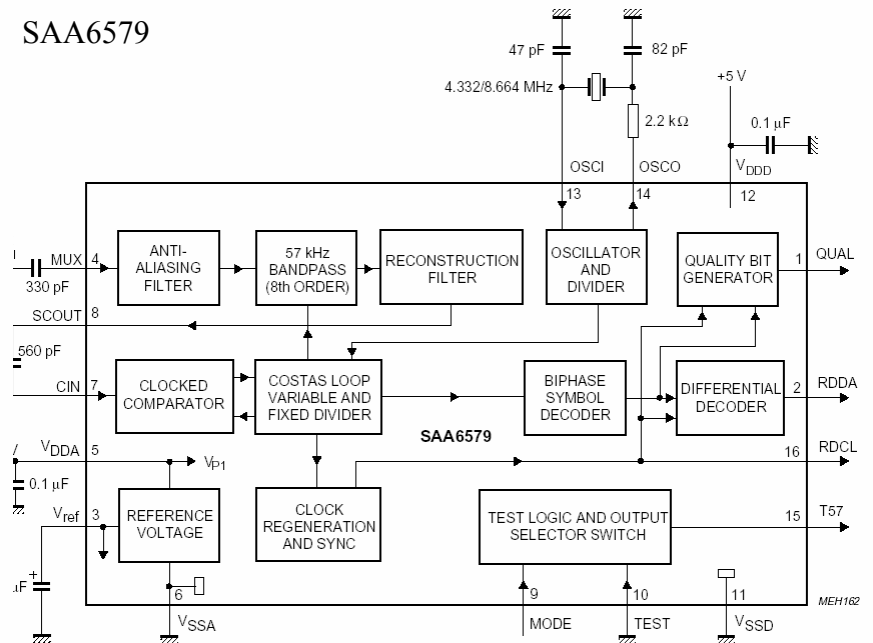 SAA6579
47 pF
82 pF
4.332/8.664 MHz
2.2 kΩ
+5 V
0.1 μF
VDDD
OSCI
OSCO
13
14
12
MUX
4
330 pF
ANTI-
ALIASING
FILTER
57 kHz
BANDPASS
(8th ORDER)
RECONSTRUCTION
FILTER
OSCILLATOR
AND
DIVIDER
QUALITY BIT
GENERATOR
1
QUAL
SCOUT
8
560 pF
CIN
7
CLOCKED
COMPARATOR
COSTAS LOOP
VARIABLE AND
FIXED DIVIDER
BIPHASE
SYMBOL
DECODER
DIFFERENTIAL
DECODER
2
RDDA
SAA6579
VDDA
5
VP1
16
RDCL
0.1 μF
Vref
3
REFERENCE
VOLTAGE
CLOCK
REGENERATION
AND SYNC
TEST LOGIC AND OUTPUT
SELECTOR SWITCH
15
T57
μF
+
6
9
10
11
MEH162
VSSA
MODE
TEST
VSSD